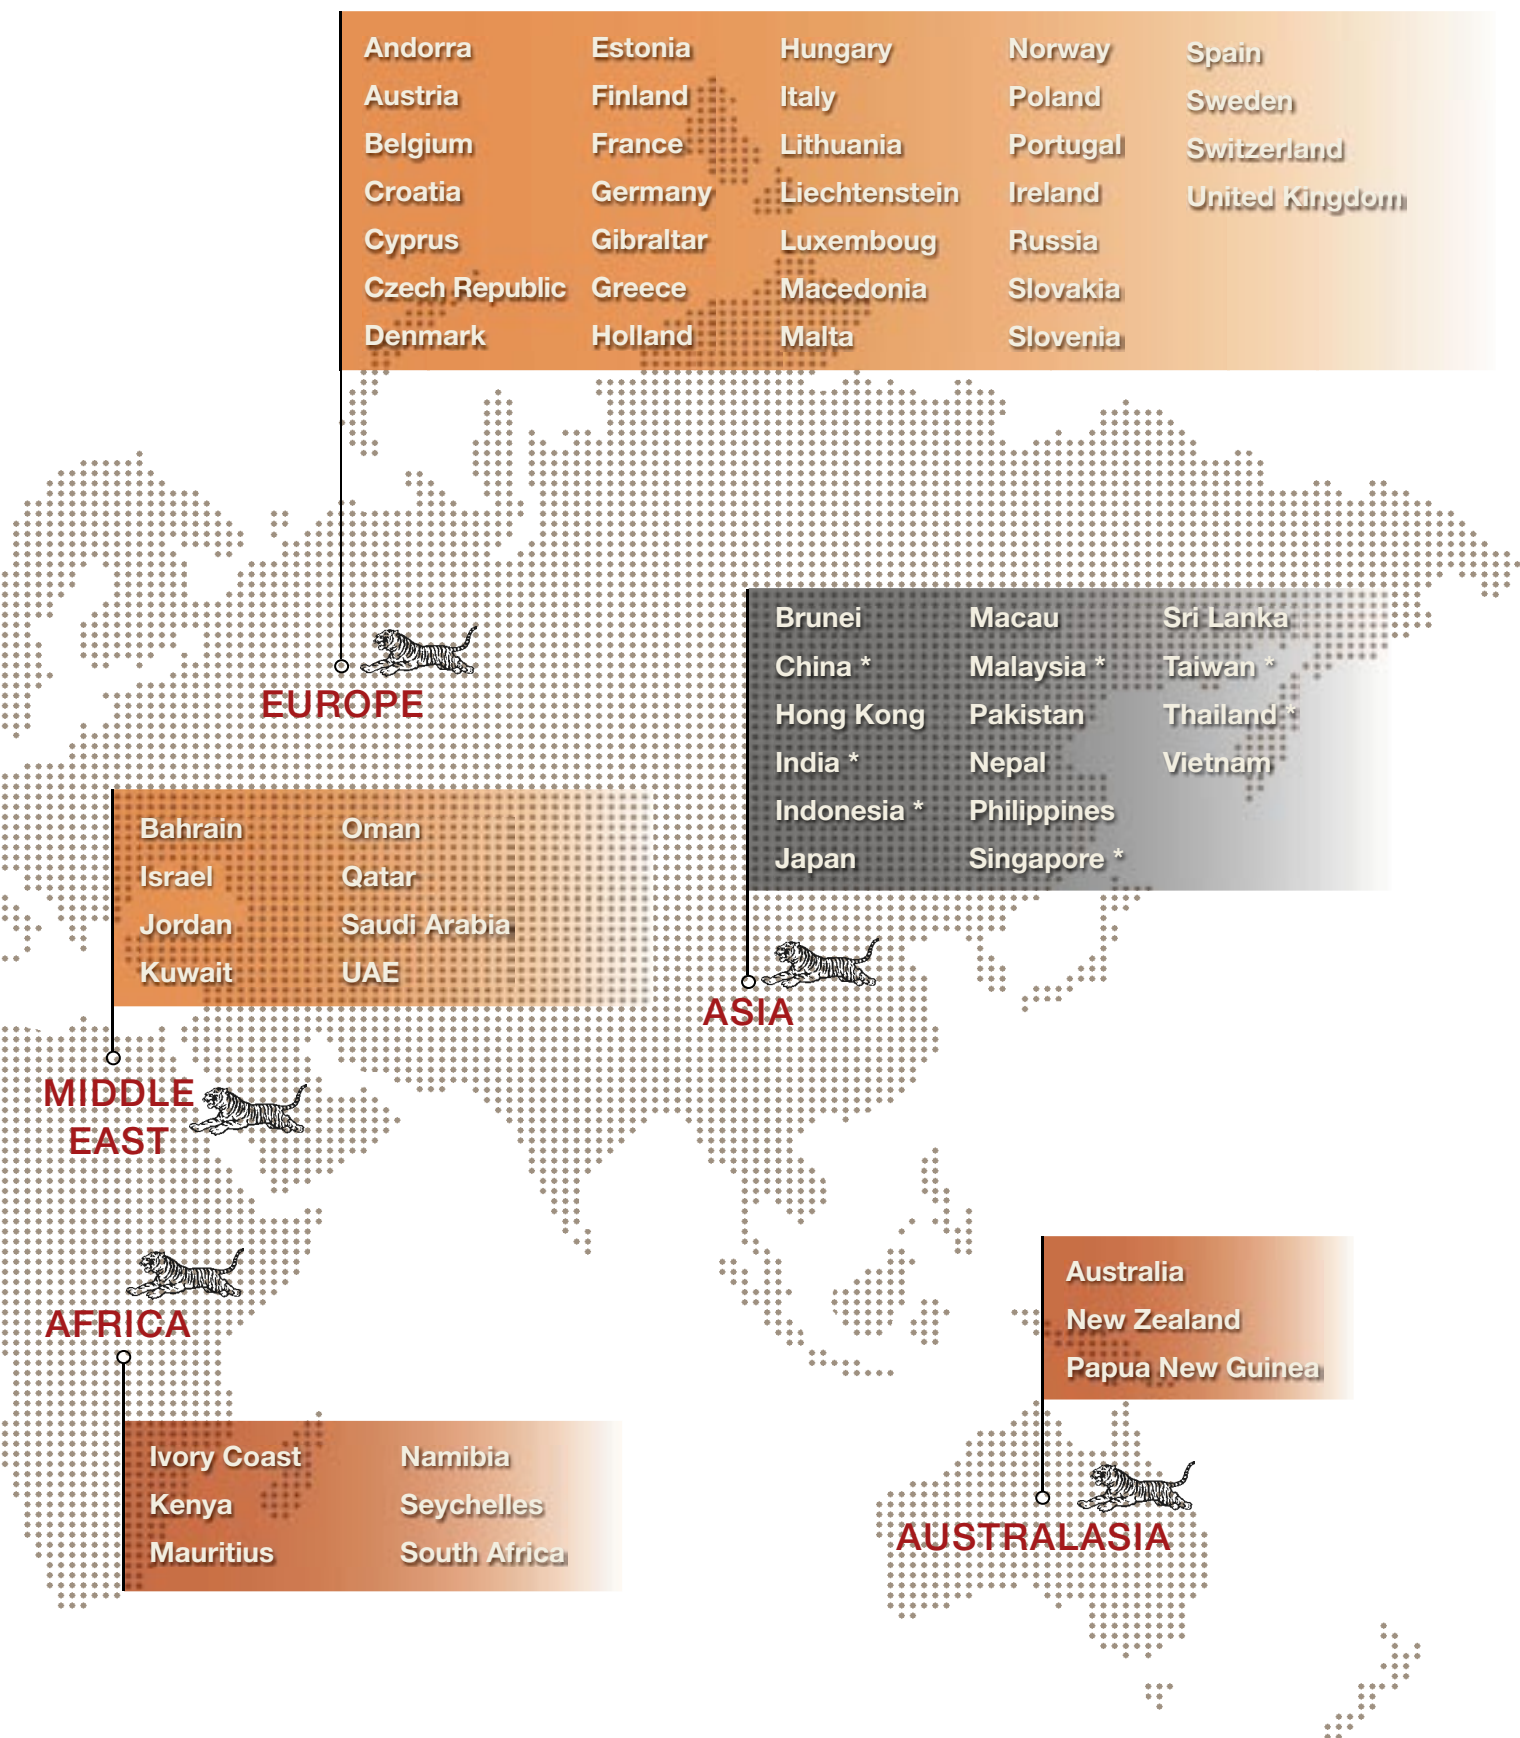 Andorra
Austria
Belgium
Croatia
Cyprus
Czech Republic
Denmark
Estonia
Finland
France
Germany
Gibraltar
Greece
Holland
Hungary
Italy
Lithuania
Liechtenstein
Luxemboug
Macedonia
Malta
Norway
Poland
Portugal
Ireland
Russia
Slovakia
Slovenia
Spain
Sweden
Switzerland
United Kingdom
EUROPE
Brunei
China *
Hong Kong
India *
Indonesia *
Japan
Macau
Malaysia *
Pakistan
Nepal
Philippines
Singapore *
Sri Lanka
Taiwan *
Thailand *
Vietnam
ASIA
Bahrain
Israel
Jordan
Kuwait
Oman
Qatar
Saudi Arabia
UAE
MIDDLE
EAST
AFRICA
Ivory Coast
Kenya
Mauritius
Namibia
Seychelles
South Africa
Australia
New Zealand
Papua New Guinea
AUSTRALASIA